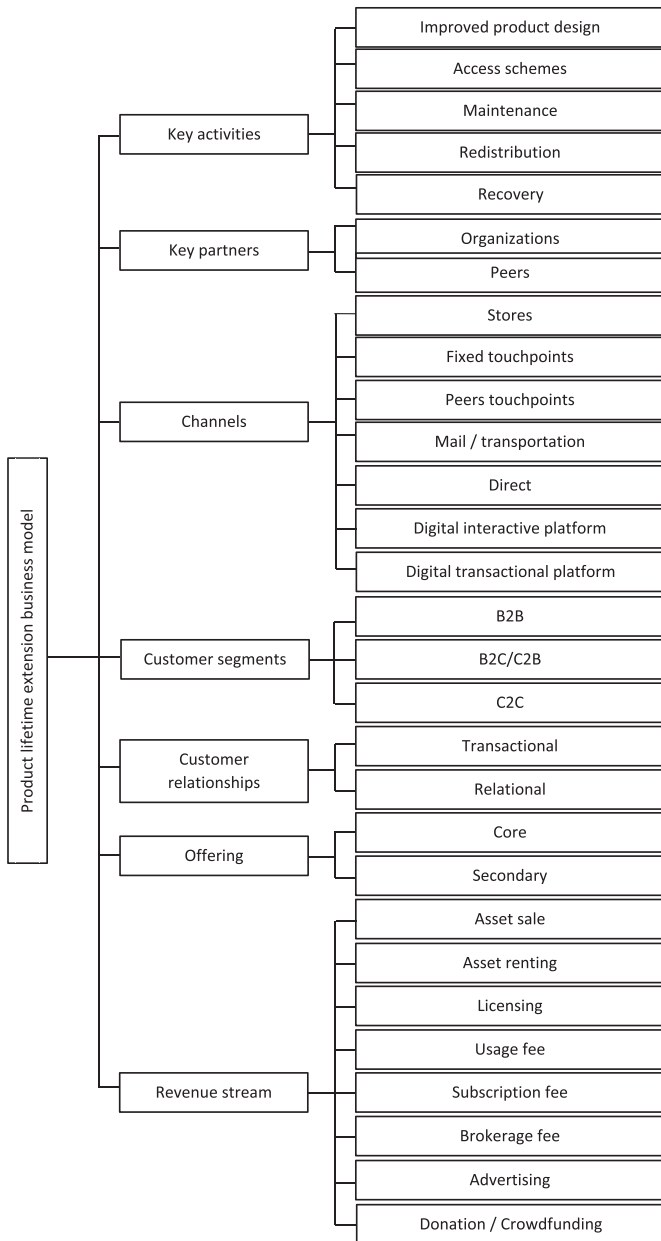 Product lifetime extension business model
Key activities
Improved product design
Access schemes
Maintenance
Redistribution
Recovery
Key partners
Organizations
Peers
Channels
Stores
Fixed touchpoints
Peers touchpoints
Mail / transportation
Direct
Digital interactive platform
Digital transactional platform
Customer segments
B2B
B2C/C2B
C2C
Customer
relationships
Transactional
Relational
Offering
Core
Secondary
Revenue stream
Asset sale
Asset renting
Licensing
Usage fee
Subscription fee
Brokerage fee
Advertising
Donation / Crowdfunding